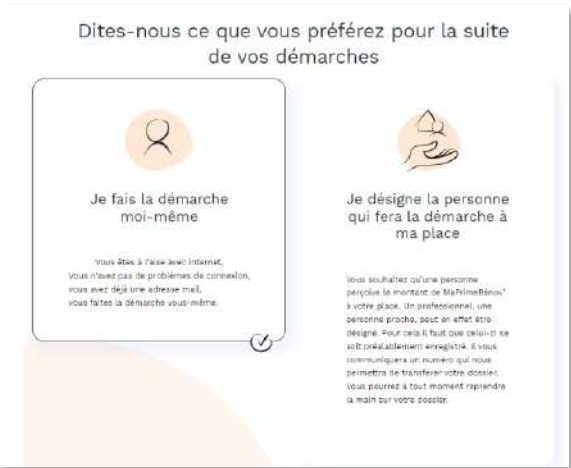 Dites-nous ce que vous préférez pour la suite
de vos démarches
Je fais la démarche
moi-même
Vous êtes à l'aise avec internet,
Vous n'avez pas de problèmes de connexion,
vous avez déjà une adresse mail,
vous faites la démarche vous-même.
Je désigne la personne
qui fera la démarche à
ma place
Vous souhaitez qu'une personne
perçoive le montant de MaPrimeRénov'
à votre place. Un professionnel, une
personne proche, peut en effet être
désigné. Pour cela il faut que celui-ci se
soit préalablement enregistré. Il vous
communiquera un numéro qui nous
permettra de transférer votre dossier.
Vous pourrez à tout moment reprendre
la main sur votre dossier.